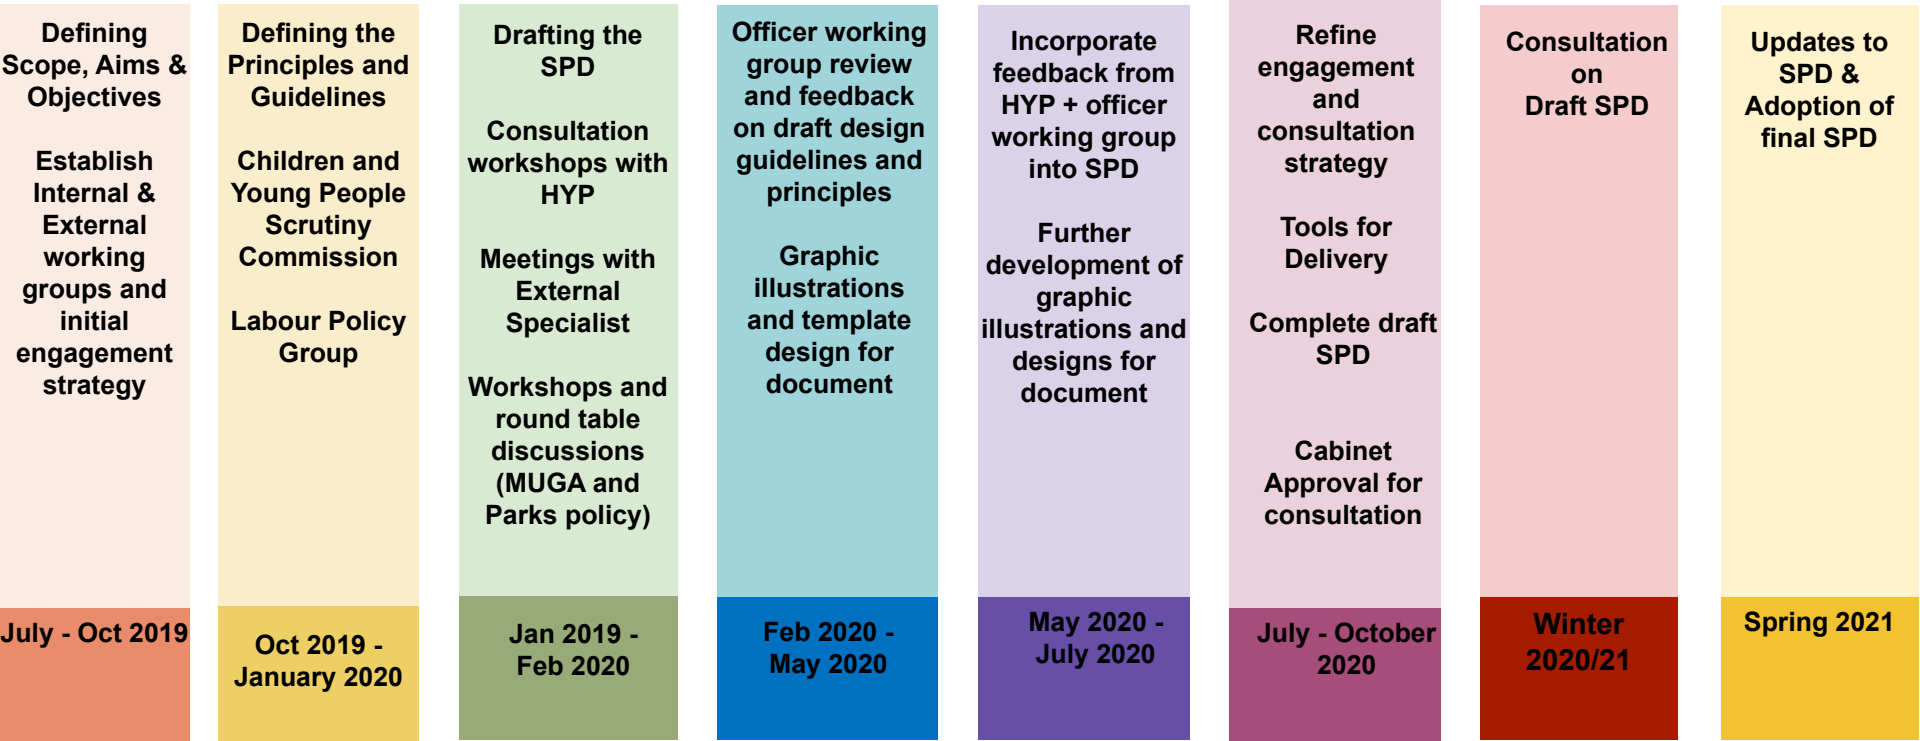 Defining
Scope, Aims &
Objectives
Establish
Internal &
External
working
groups and
initial
engagement
strategy
July - Oct 2019
Defining the
Principles and
Guidelines
Children and
Young People
Scrutiny
Commission
Labour Policy
Group
Oct 2019 -
January 2020
Drafting the
SPD
Consultation
workshops with
HYP
Meetings with
External
Specialist
Workshops and
round table
discussions
(MUGA and
Parks policy)
Jan 2019 -
Feb 2020
Officer working
group review
and feedback
on draft design
guidelines and
principles
Graphic
illustrations
and template
design for
document
Feb 2020 -
May 2020
Incorporate
feedback from
HYP + officer
working group
into SPD
Further
development of
graphic
illustrations and
designs for
document
May 2020 -
July 2020
Refine
engagement
and
consultation
strategy
Tools for
Delivery
Complete draft
SPD
Cabinet
Approval for
consultation
July - October
2020
Consultation
on
Draft SPD
Winter
2020/21
Updates to
SPD &
Adoption of
final SPD
Spring 2021